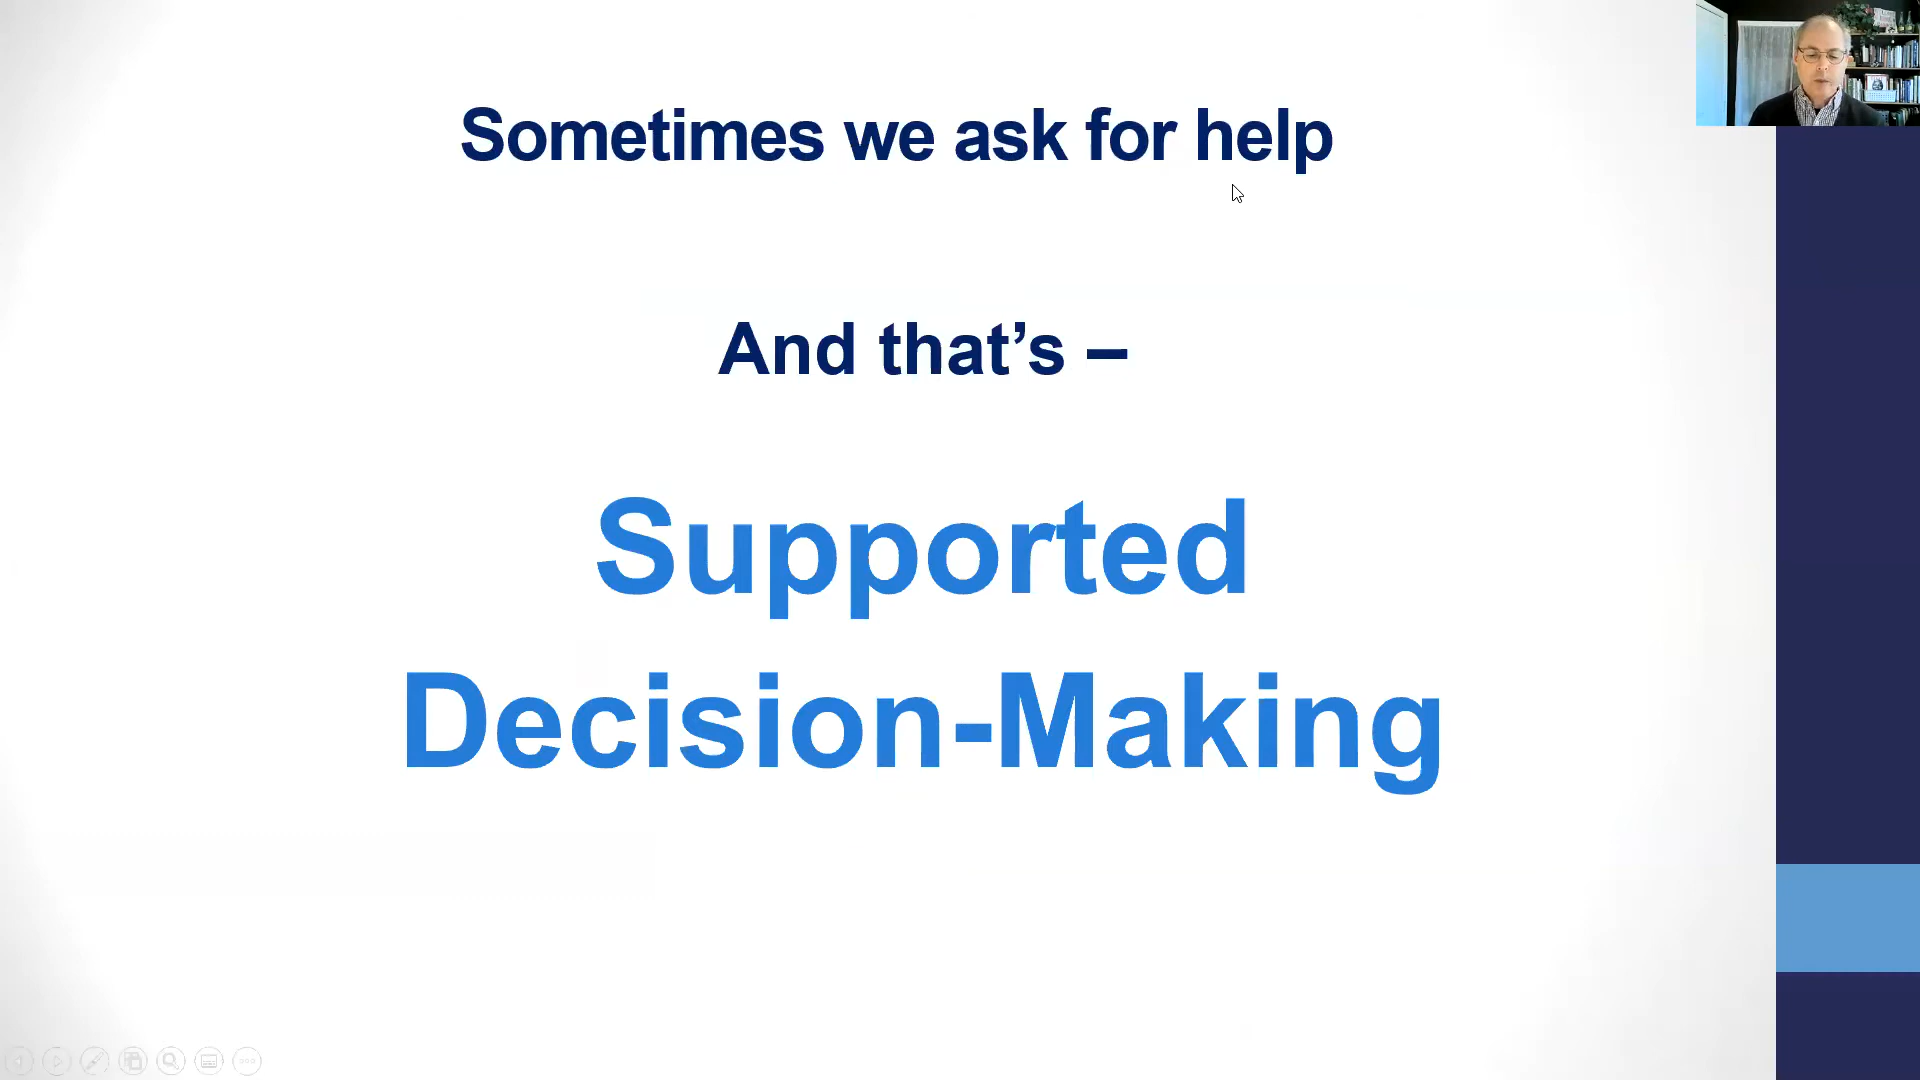 Sometimes we ask for help
And that’s –
Supported
Decision-Making